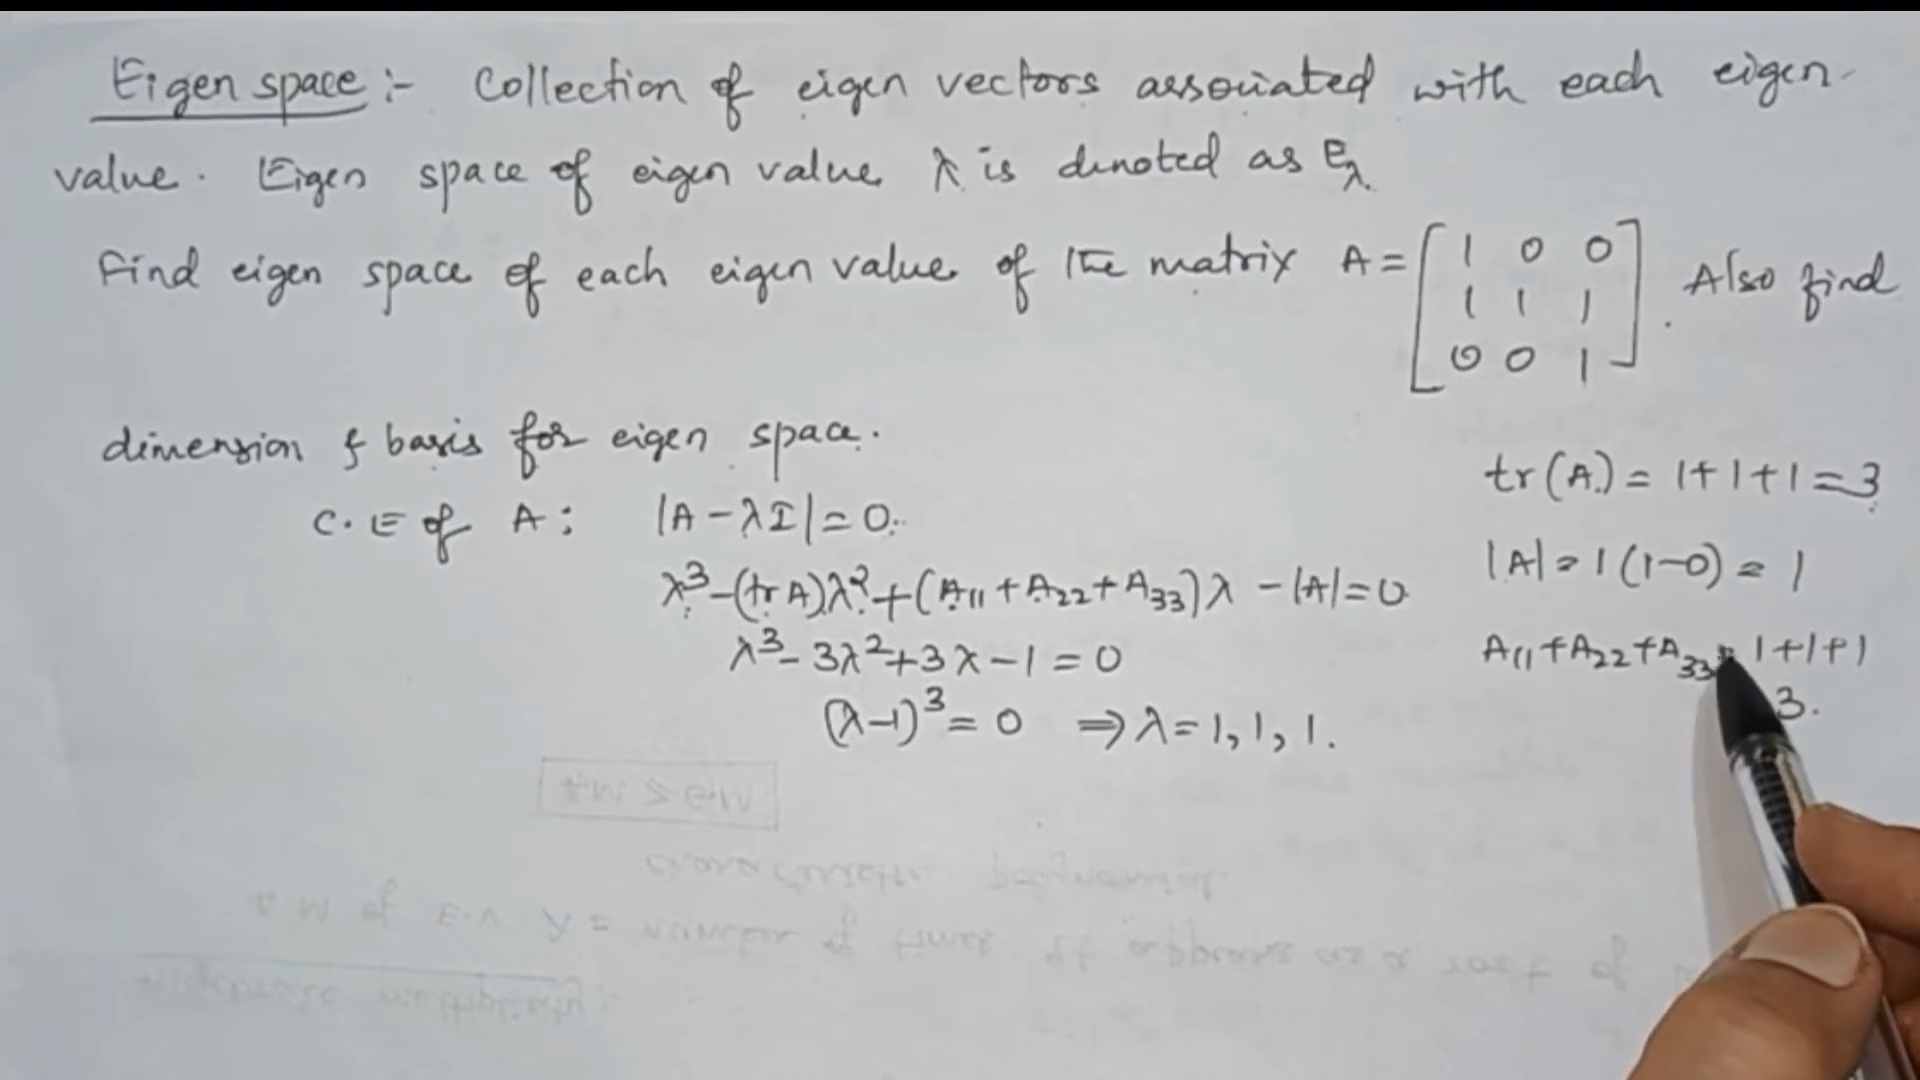 Eigen space :- Collection of eigen vectors associated with each eigen
value. Eigen space of eigen value λ is denoted as E_λ.
Find eigen space of each eigen value of the matrix A = [1 0 0; 1 1 1; 0 0 1]. Also find
dimension & basis for eigen space.
C.E of A: |A-λI| = 0.
λ³-(tr A)λ²+(A₁₁+A₂₂+A₃₃)λ-|A|=0
λ³-3λ²+3λ-1=0
(λ-1)³=0 ⇒ λ=1,1,1.
tr(A)=1+1+1=3
|A|=1(1-0)=1
A₁₁+A₂₂+A₃₃=1+1+1
3.